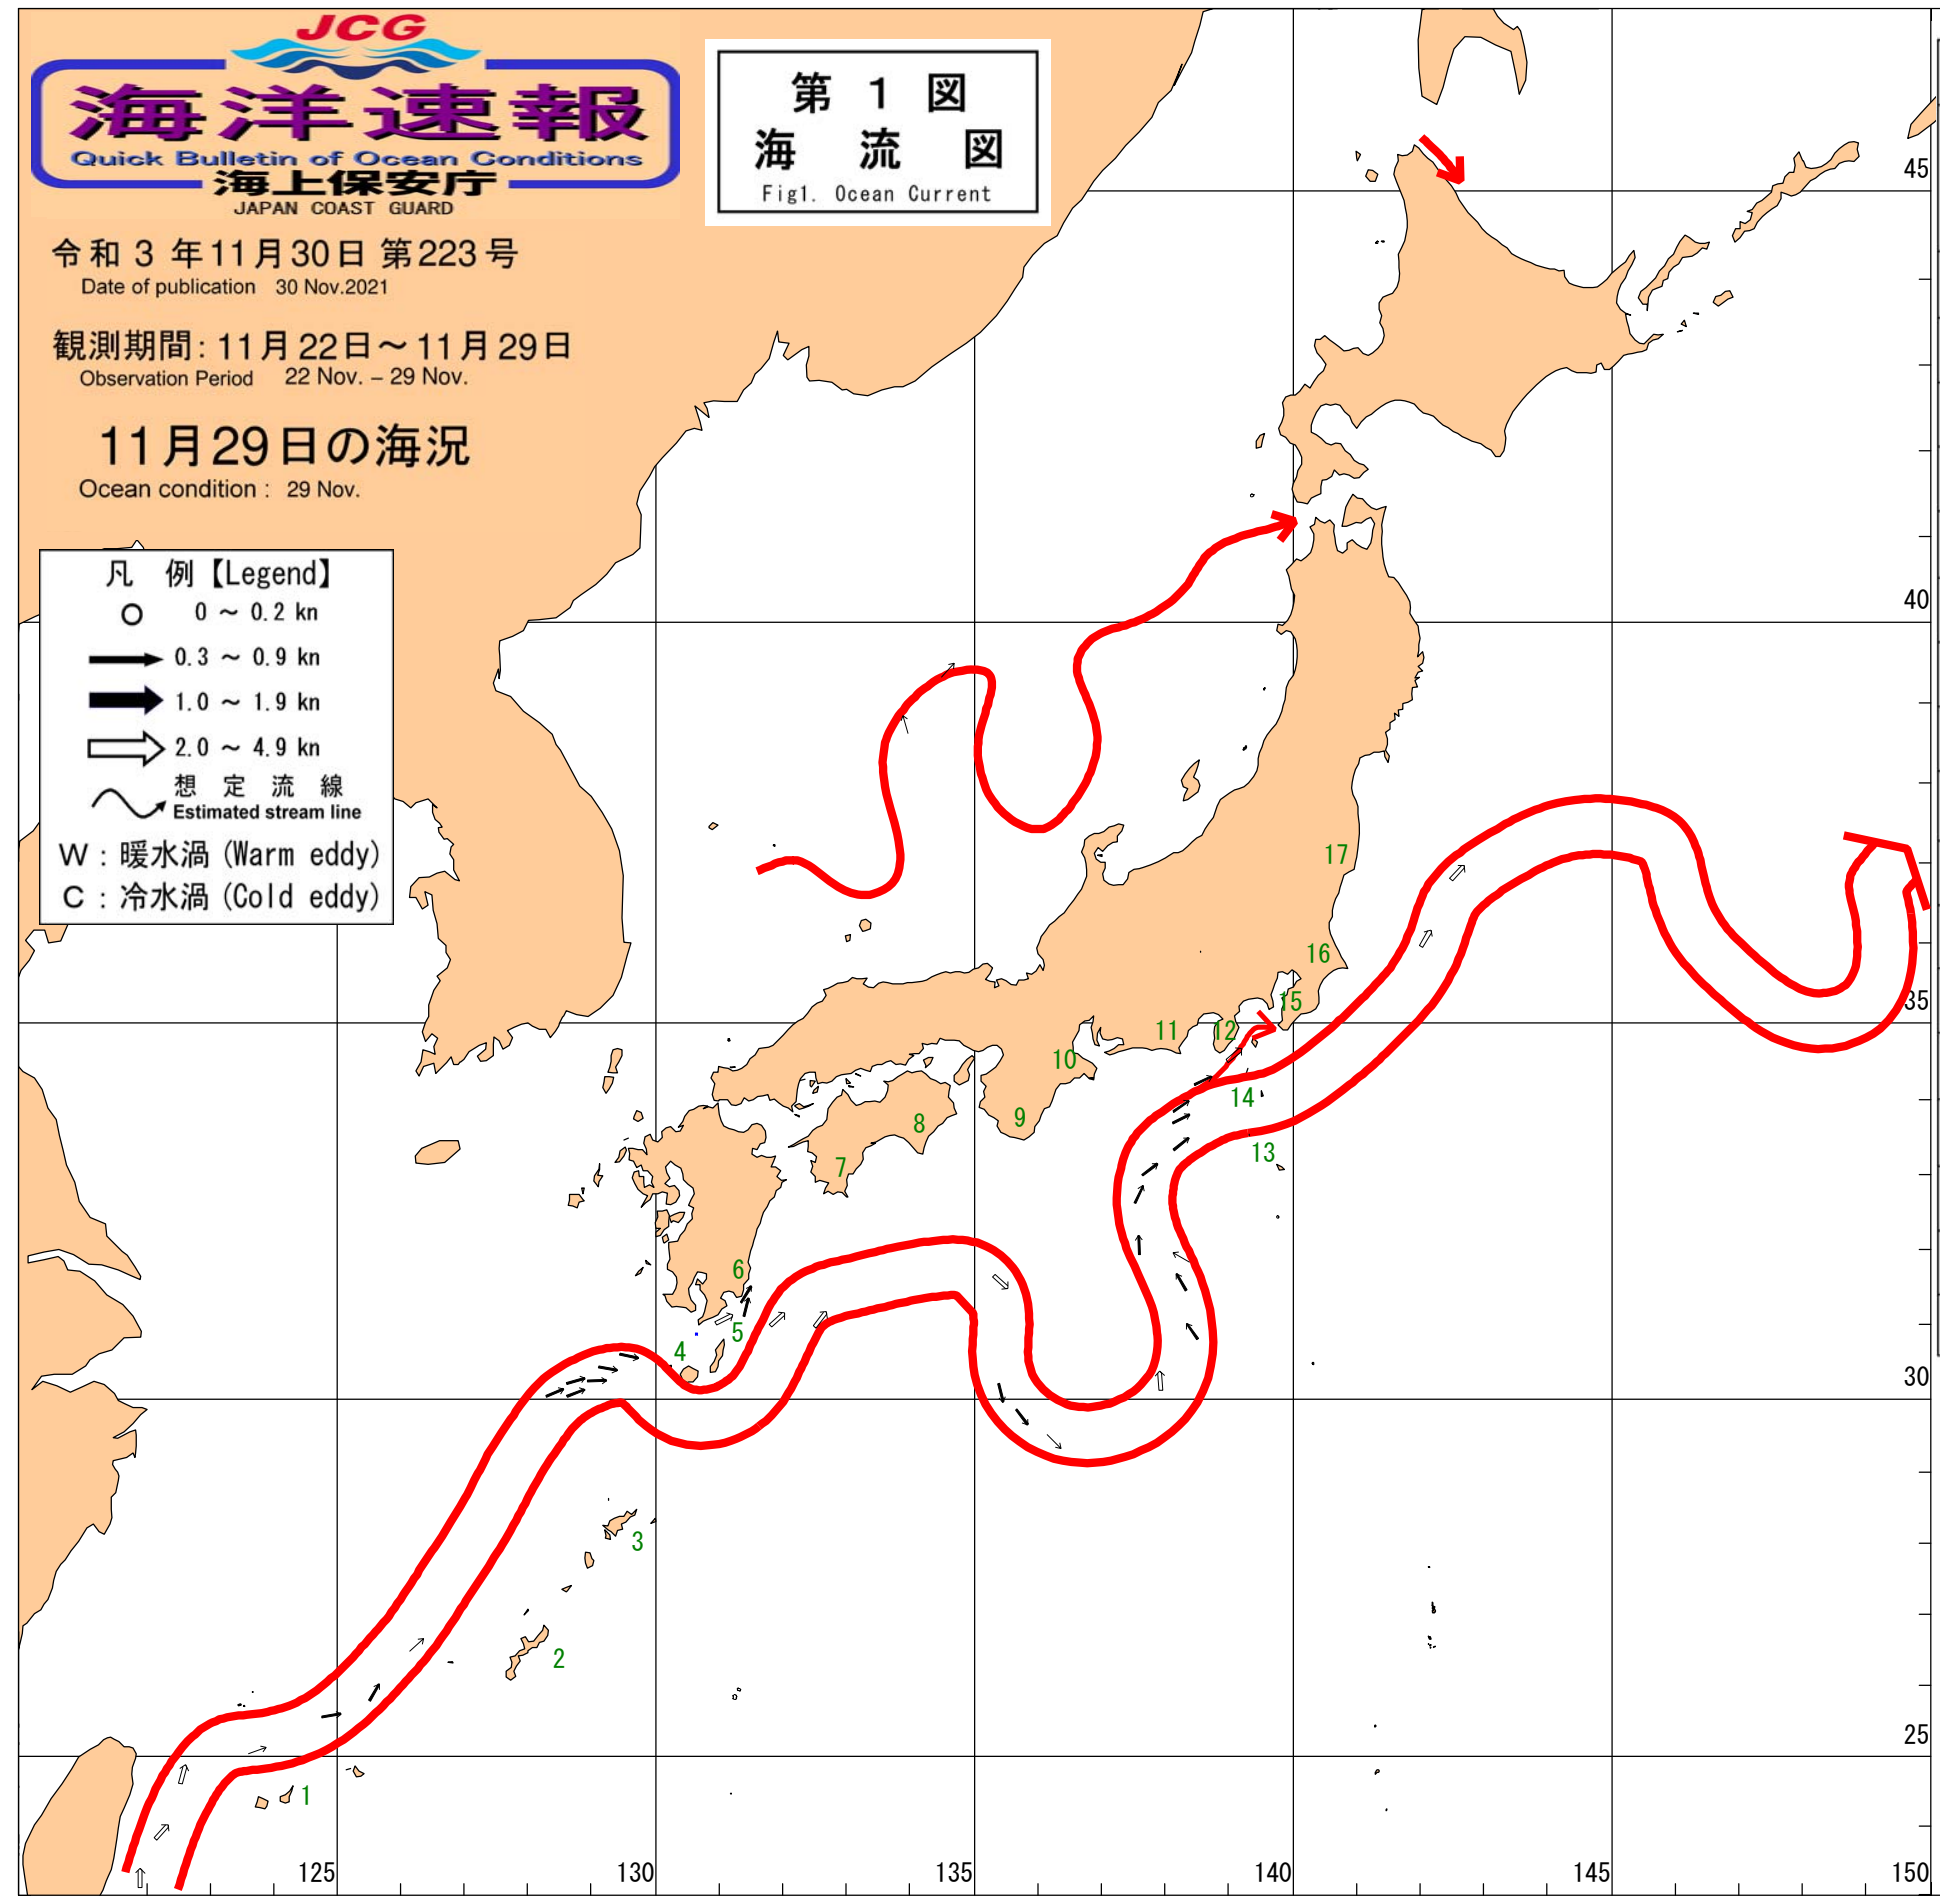 JCG
海洋速報
Quick Bulletin of Ocean Conditions
海上保安庁
JAPAN COAST GUARD
第 1 図
海 流 図
Fig1. Ocean Current
令和 3 年11月30日 第223号
Date of publication 30 Nov.2021
観測期間: 11月22日～11月29日
Observation Period 22 Nov. – 29 Nov.
11月29日の海況
Ocean condition : 29 Nov.
凡 例【Legend】
0 ～ 0.2 kn
0.3 ～ 0.9 kn
1.0 ～ 1.9 kn
2.0 ～ 4.9 kn
想 定 流 線
Estimated stream line
W : 暖水渦 (Warm eddy)
C : 冷水渦 (Cold eddy)
45
40
17
16
35
15
12
11
10
14
9
8
13
7
6
5
4
30
3
2
25
1
125
130
135
140
145
150